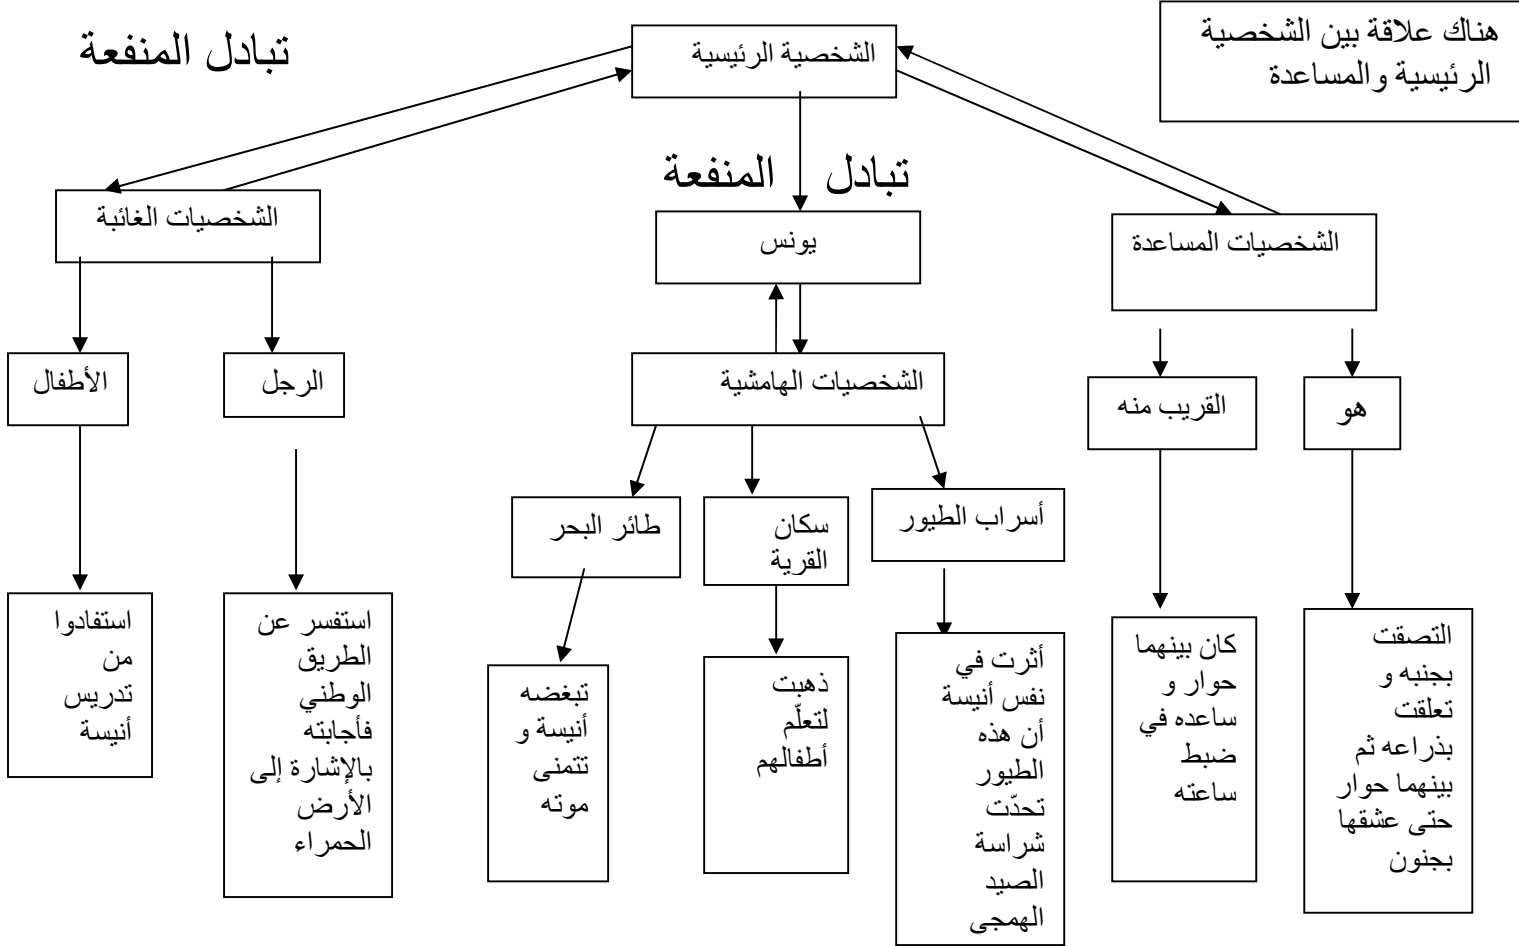 هناك علاقة بين الشخصية
الرئيسية والمساعدة
الشخصية الرئيسية
تبادل المنفعة
تبادل المنفعة
الشخصيات المساعدة
يونس
الشخصيات الغائبة
هو
القريب منه
الشخصيات الهامشية
الرجل
الأطفال
أسراب الطيور
سكان
القرية
طائر البحر
التصقت
بجنبه و
تعلقت
بذراعه ثم
بينهما حوار
حتى عشقها
بجنون
كان بينهما
حوار و
ساعده في
ضبط
ساعته
أثرت في
نفس أنيسة
أن هذه
الطيور
تحدّت
شراسة
الصيد
الهمجي
ذهبت
لتعلّم
أطفالهم
تبغضه
أنيسة و
تتمنى
موته
استفسر عن
الطريق
الوطني
فأجابته
بالإشارة إلى
الأرض
الحمراء
استفادوا
من
تدريس
أنيسة